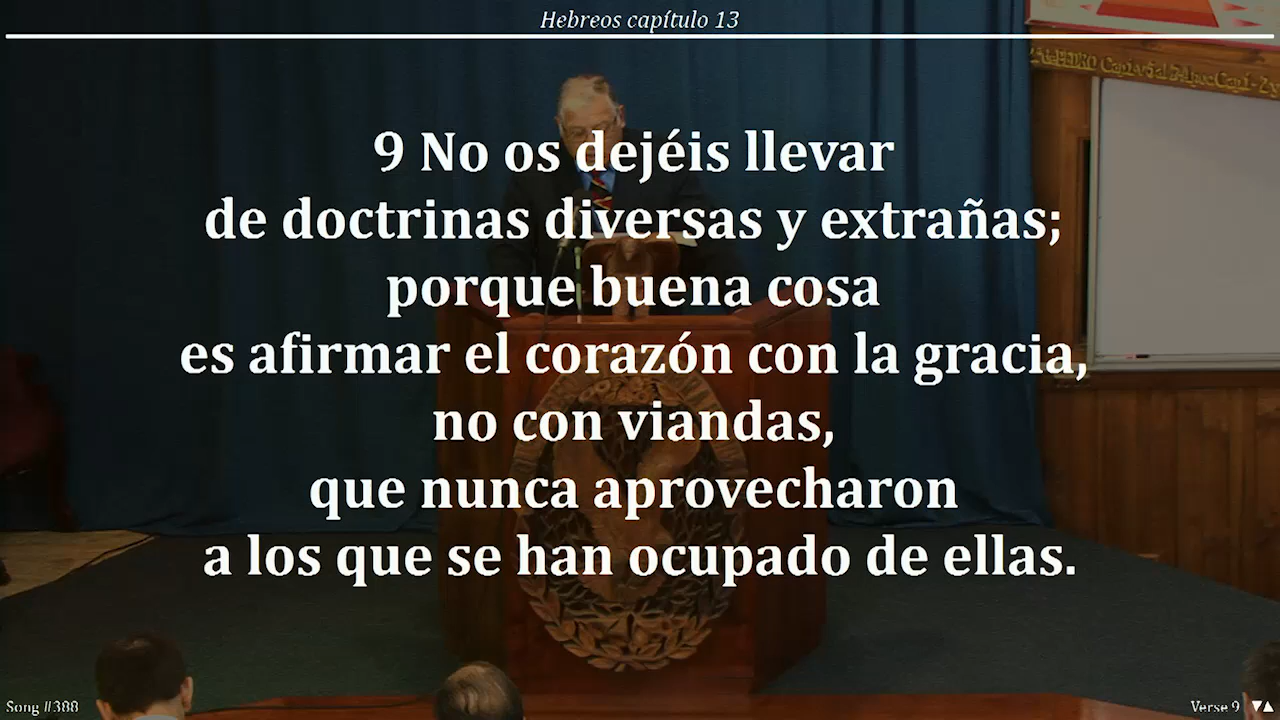 Hebreos capítulo 13
9 No os dejéis llevar
de doctrinas diversas y extrañas;
porque buena cosa
es afirmar el corazón con la gracia,
no con viandas,
que nunca aprovecharon
a los que se han ocupado de ellas.
Song #388
Verse 9 ▼▲